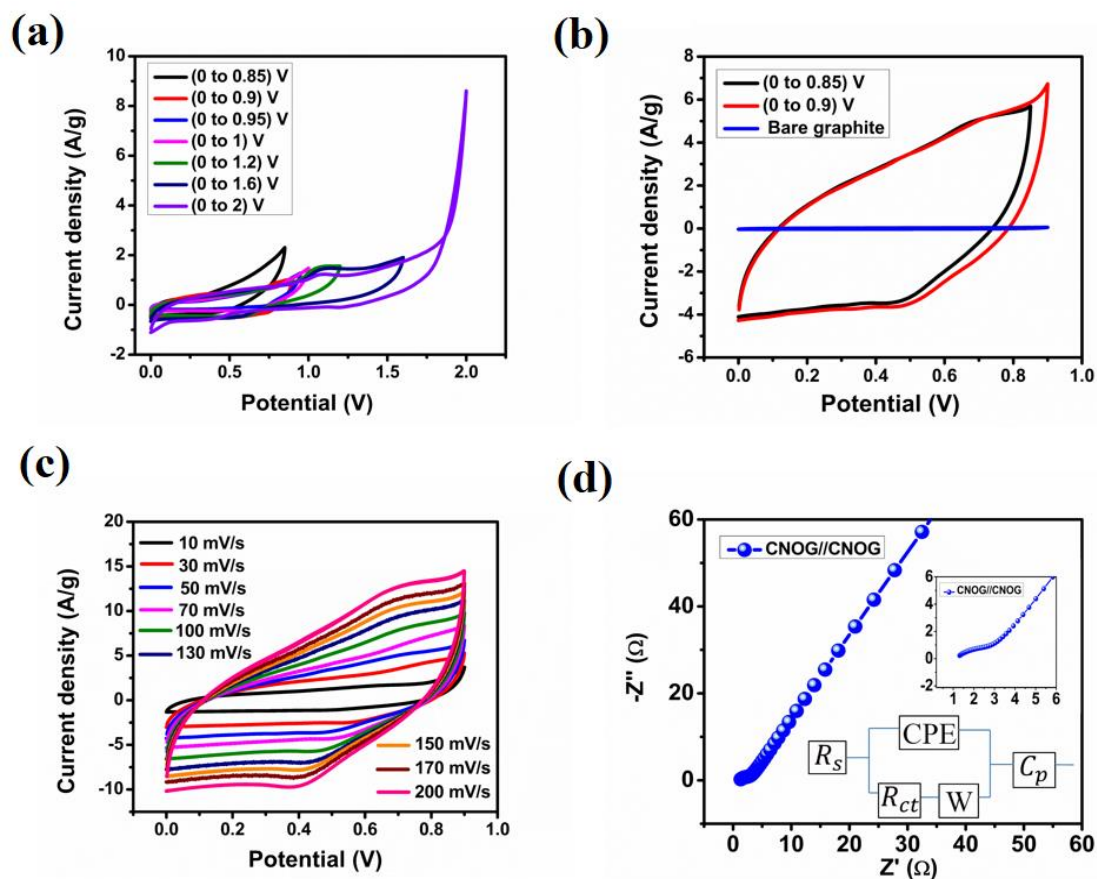 (a)
10
8
6
4
2
0
-2
Current density (A/g)
(0 to 0.85) V
(0 to 0.9) V
(0 to 0.95) V
(0 to 1) V
(0 to 1.2) V
(0 to 1.6) V
(0 to 2) V
0.0 0.5 1.0 1.5 2.0
Potential (V)
(b)
8
6
4
2
0
-2
-4
-6
Current density (A/g)
(0 to 0.85) V
(0 to 0.9) V
Bare graphite
0.0 0.2 0.4 0.6 0.8 1.0
Potential (V)
(c)
20
15
10
5
0
-5
-10
Current density (A/g)
10 mV/s
30 mV/s
50 mV/s
70 mV/s
100 mV/s
130 mV/s
150 mV/s
170 mV/s
200 mV/s
0.0 0.2 0.4 0.6 0.8 1.0
Potential (V)
(d)
60
40
20
0
-Z'' (Ω)
CNOG//CNOG
6
4
2
0
-2
CNOG//CNOG
1 2 3 4 5 6
R_s
CPE
R_ct
W
C_p
0 10 20 30 40 50 60
Z' (Ω)